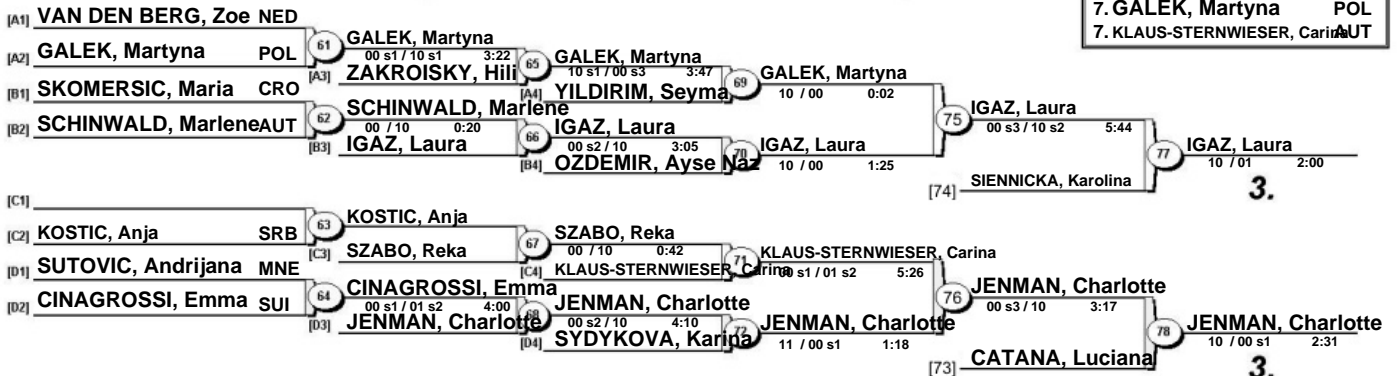 7. GALEK, Martyna POL
7. KLAUS-STERNWIESER, Carina AUT
[A1] VAN DEN BERG, Zoe NED
[A2] GALEK, Martyna POL
61 GALEK, Martyna
00 s1 / 10 s1 3:22
[A3] ZAKROISKY, Hili
65 GALEK, Martyna
10 s1 / 00 s3 3:47
[A4] YILDIRIM, Seyma
69 GALEK, Martyna
10 / 00 0:02
[B1] SKOMERSIC, Maria CRO
[B2] SCHINWALD, Marlene AUT
62 SCHINWALD, Marlene
00 / 10 0:20
[B3] IGAZ, Laura
66 IGAZ, Laura
00 s2 / 10 3:05
[B4] OZDEMIR, Ayse Naz
70 IGAZ, Laura
10 / 00 1:25
75 IGAZ, Laura
00 s3 / 10 s2 5:44
[74] SIENNICKA, Karolina
77 IGAZ, Laura
10 / 01 2:00
3.
[C1]
[C2] KOSTIC, Anja SRB
63 KOSTIC, Anja
[C3] SZABO, Reka
67 SZABO, Reka
00 / 10 0:42
[C4] KLAUS-STERNWIESER, Carina
71 KLAUS-STERNWIESER, Carina
00 s1 / 01 s2 5:26
[D1] SUTOVIC, Andrijana MNE
[D2] CINAGROSSI, Emma SUI
64 CINAGROSSI, Emma
00 s1 / 01 s2 4:00
[D3] JENMAN, Charlotte
68 JENMAN, Charlotte
00 s2 / 10 4:10
[D4] SYDYKOVA, Karina
72 JENMAN, Charlotte
11 / 00 s1 1:18
76 JENMAN, Charlotte
00 s3 / 10 3:17
[73] CATANA, Luciana
78 JENMAN, Charlotte
10 / 00 s1 2:31
3.